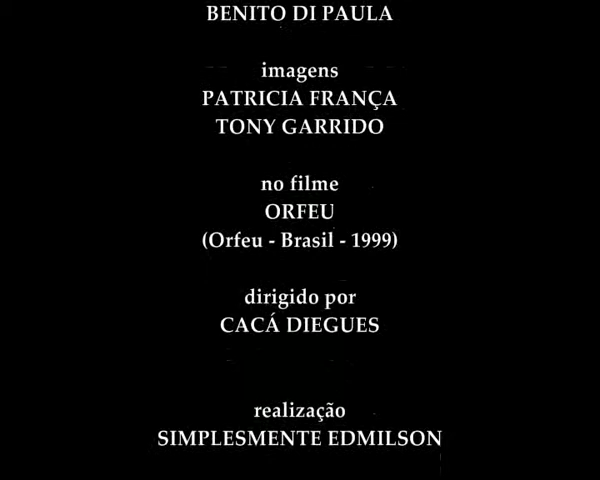 BENITO DI PAULA
imagens
PATRICIA FRANÇA
TONY GARRIDO
no filme
ORFEU
(Orfeu - Brasil - 1999)
dirigido por
CACÁ DIEGUES
realização
SIMPLESMENTE EDMILSON